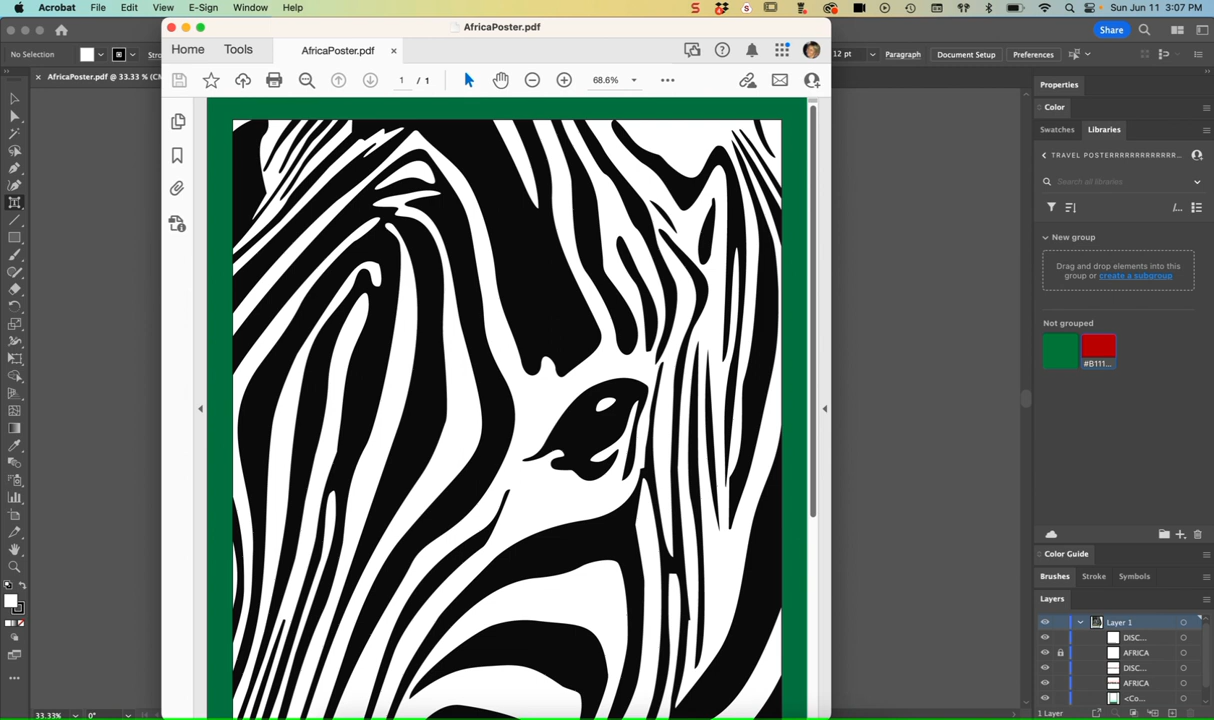 Acrobat File Edit View E-Sign Window Help
Sun Jun 11 3:07 PM
AfricaPoster.pdf
Share
No Selection
12 pt
Paragraph
Document Setup
Preferences
Home Tools AfricaPoster.pdf ×
AfricaPoster.pdf @ 33.33 %
1 / 1
68.6%
Properties
Color
Swatches Libraries
TRAVEL POSTERRRRRRRRRRRR...
Search all libraries
New group
Drag and drop elements into this
group or create a subgroup
Not grouped
#B111...
Color Guide
Brushes Stroke Symbols
Layers
Layer 1
DISC...
AFRICA
DISC...
AFRICA
<Co...
1 Layer
33.33% 0°